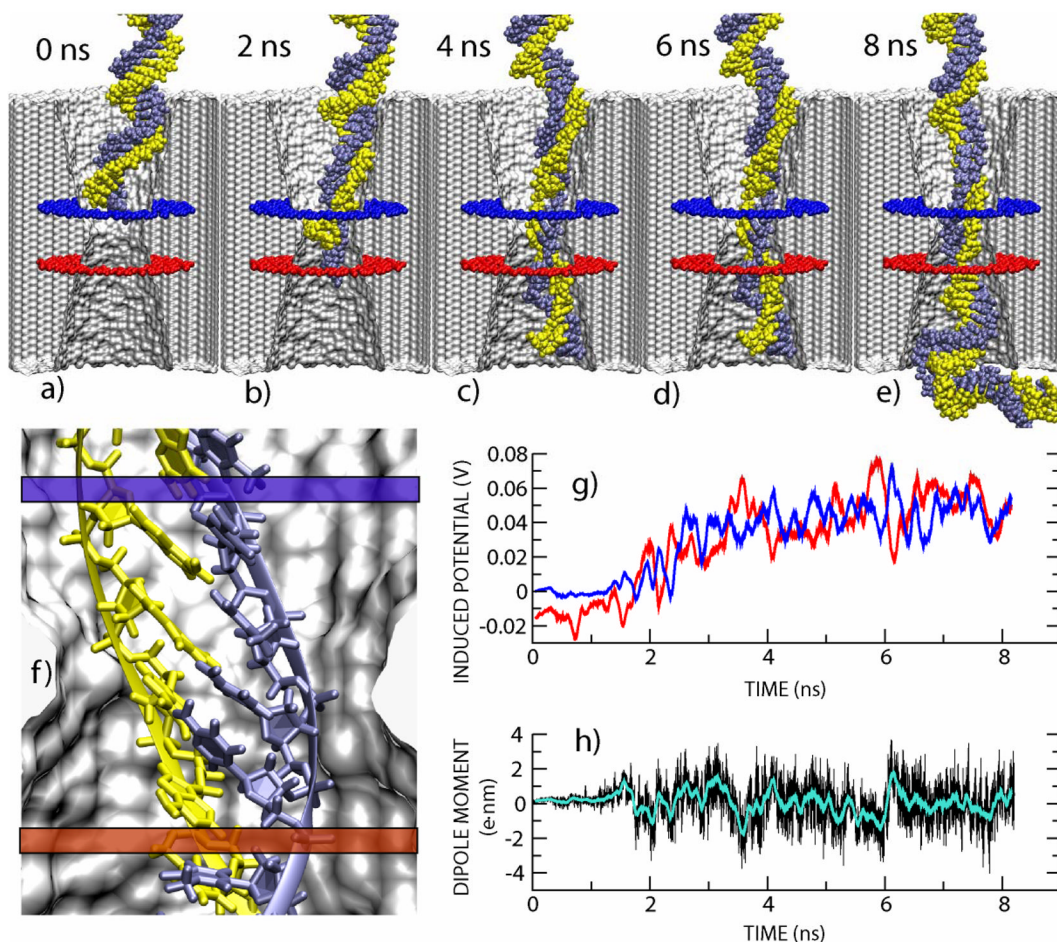 0 ns
2 ns
4 ns
6 ns
8 ns
a)
b)
c)
d)
e)
f)
g)
INDUCED POTENTIAL (V)
0.08
0.06
0.04
0.02
0
-0.02
0
2
4
6
8
TIME (ns)
h)
DIPOLE MOMENT
(e·nm)
4
2
0
-2
-4
0
2
4
6
8
TIME (ns)